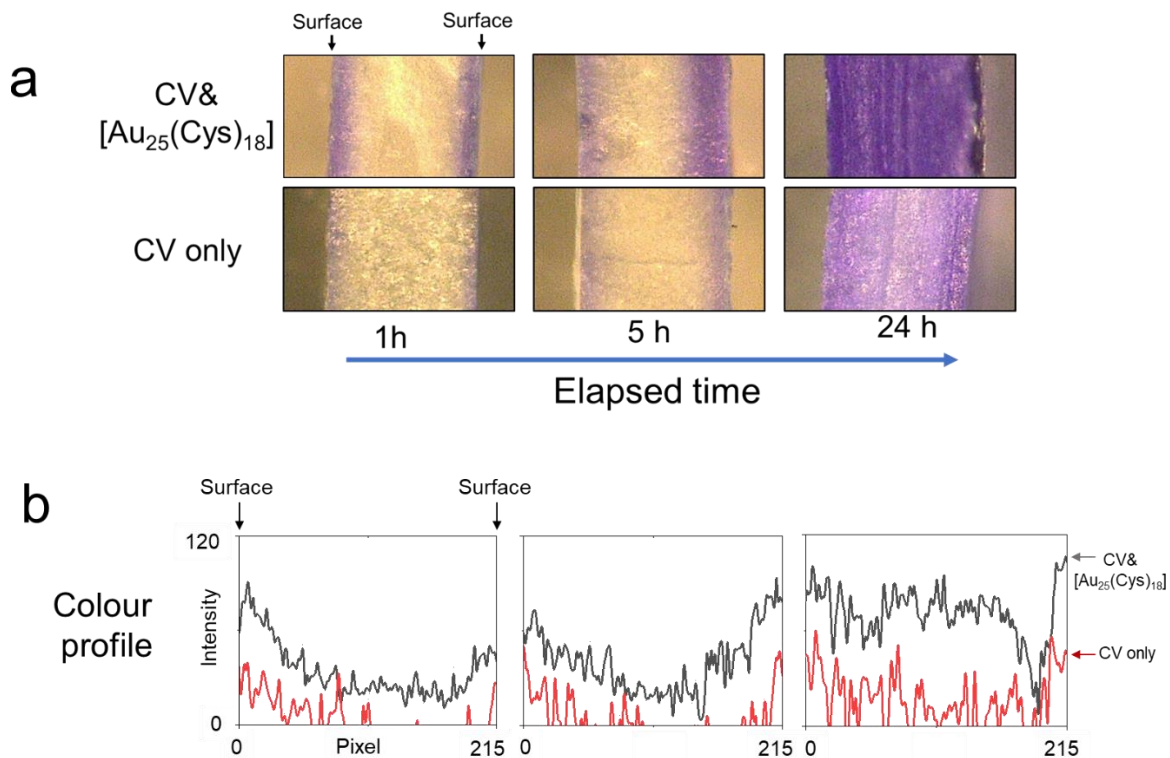 Surface Surface
a
CV&
[Au₂₅(Cys)₁₈]
CV only
1h 5 h 24 h
Elapsed time
b
Surface Surface
Colour
profile
120
Intensity
0
0 Pixel 215 0 215 0 215
CV&
[Au₂₅(Cys)₁₈]
CV only